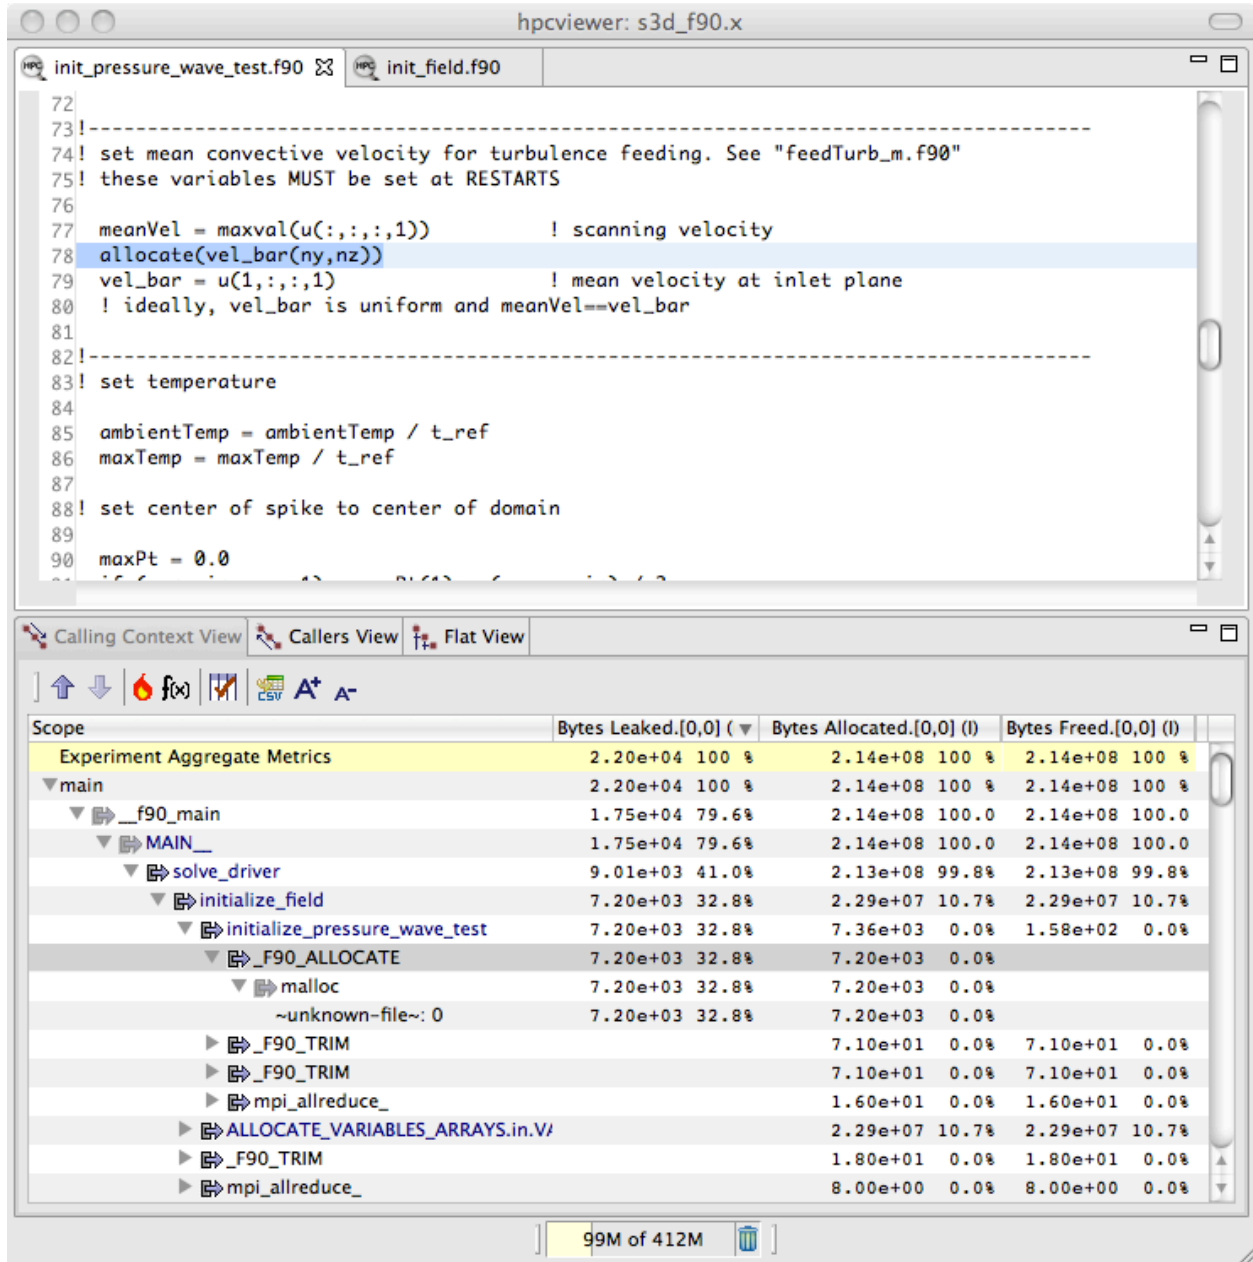 hpcviewer: s3d_f90.x
init_pressure_wave_test.f90 init_field.f90
72
73!-------------------------------------------------------------------------------------
74! set mean convective velocity for turbulence feeding. See "feedTurb_m.f90"
75! these variables MUST be set at RESTARTS
76
77 meanVel = maxval(u(:,:,:,1)) ! scanning velocity
78 allocate(vel_bar(ny,nz))
79 vel_bar = u(1,:,:,1) ! mean velocity at inlet plane
80 ! ideally, vel_bar is uniform and meanVel==vel_bar
81
82!-------------------------------------------------------------------------------------
83! set temperature
84
85 ambientTemp = ambientTemp / t_ref
86 maxTemp = maxTemp / t_ref
87
88! set center of spike to center of domain
89
90 maxPt = 0.0
Calling Context View Callers View Flat View
f(x) CSV A+ A-
Scope Bytes Leaked.[0,0] ( Bytes Allocated.[0,0] (I) Bytes Freed.[0,0] (I)
Experiment Aggregate Metrics 2.20e+04 100 % 2.14e+08 100 % 2.14e+08 100 %
main 2.20e+04 100 % 2.14e+08 100 % 2.14e+08 100 %
__f90_main 1.75e+04 79.6% 2.14e+08 100.0 2.14e+08 100.0
MAIN__ 1.75e+04 79.6% 2.14e+08 100.0 2.14e+08 100.0
solve_driver 9.01e+03 41.0% 2.13e+08 99.8% 2.13e+08 99.8%
initialize_field 7.20e+03 32.8% 2.29e+07 10.7% 2.29e+07 10.7%
initialize_pressure_wave_test 7.20e+03 32.8% 7.36e+03 0.0% 1.58e+02 0.0%
_F90_ALLOCATE 7.20e+03 32.8% 7.20e+03 0.0%
malloc 7.20e+03 32.8% 7.20e+03 0.0%
~unknown-file~: 0 7.20e+03 32.8% 7.20e+03 0.0%
_F90_TRIM 7.10e+01 0.0% 7.10e+01 0.0%
_F90_TRIM 7.10e+01 0.0% 7.10e+01 0.0%
mpi_allreduce_ 1.60e+01 0.0% 1.60e+01 0.0%
ALLOCATE_VARIABLES_ARRAYS.in.VA 2.29e+07 10.7% 2.29e+07 10.7%
_F90_TRIM 1.80e+01 0.0% 1.80e+01 0.0%
mpi_allreduce_ 8.00e+00 0.0% 8.00e+00 0.0%
99M of 412M